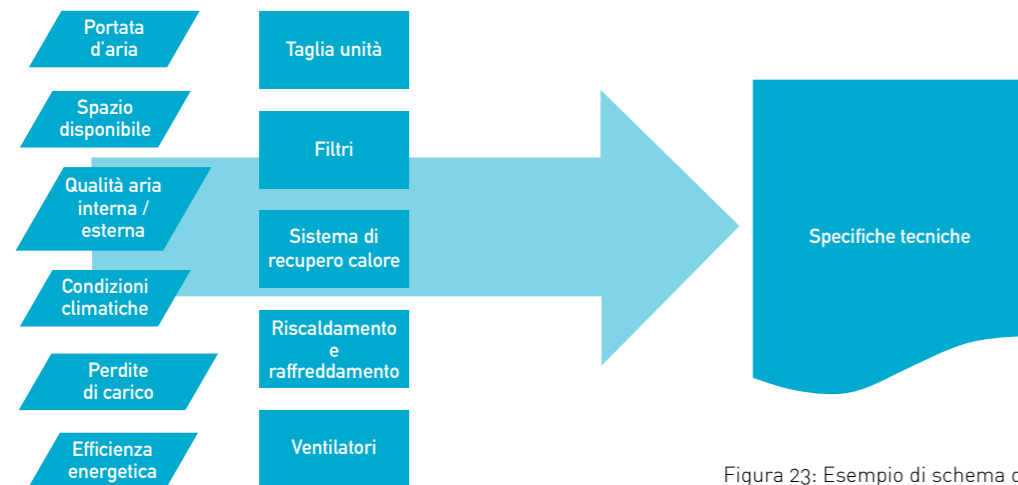 Portata
d'aria
Spazio
disponibile
Qualità aria
interna /
esterna
Condizioni
climatiche
Perdite
di carico
Efficienza
energetica
Taglia unità
Filtri
Sistema di
recupero calore
Riscaldamento
e
raffreddamento
Ventilatori
Specifiche tecniche
Figura 23: Esempio di schema